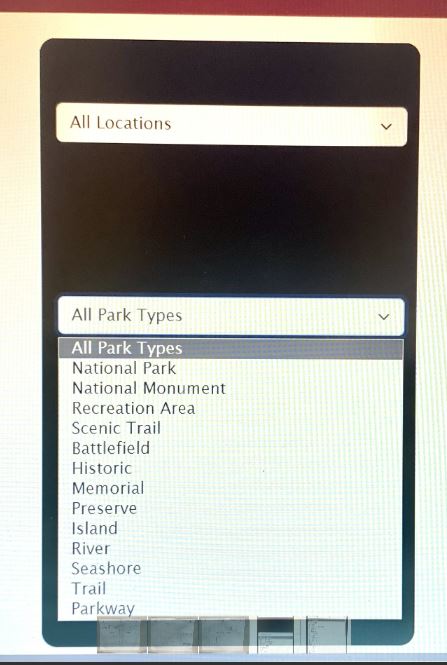 All Locations
All Park Types
All Park Types
National Park
National Monument
Recreation Area
Scenic Trail
Battlefield
Historic
Memorial
Preserve
Island
River
Seashore
Trail
Parkway